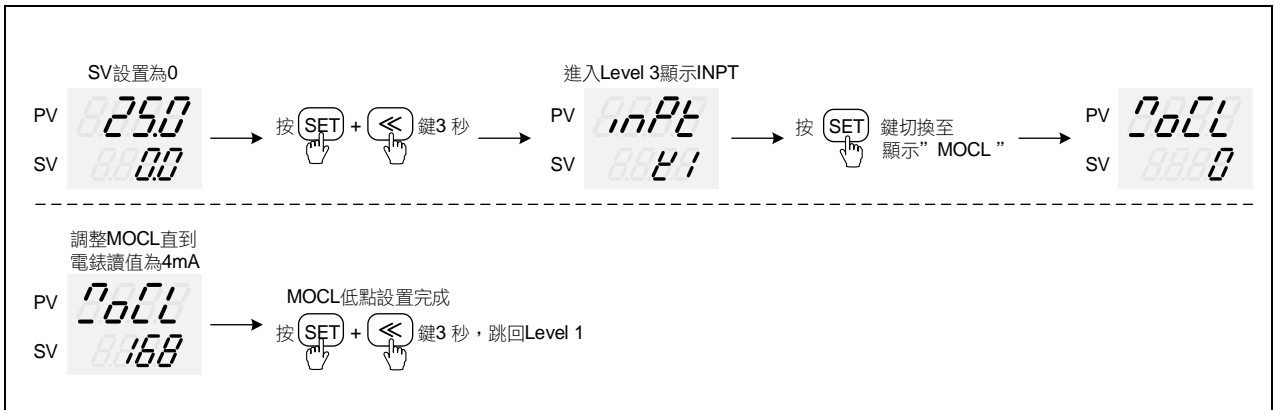 SV設置為0
PV 25.0
SV 0.0
按 SET + ≪ 鍵3 秒
進入Level 3顯示INPT
PV inPt
SV K1
按 SET 鍵切換至
顯示” MOCL ”
PV MoCL
SV 0
調整MOCL直到
電錶讀值為4mA
PV MoCL
SV 168
MOCL低點設置完成
按 SET + ≪ 鍵3 秒，跳回Level 1